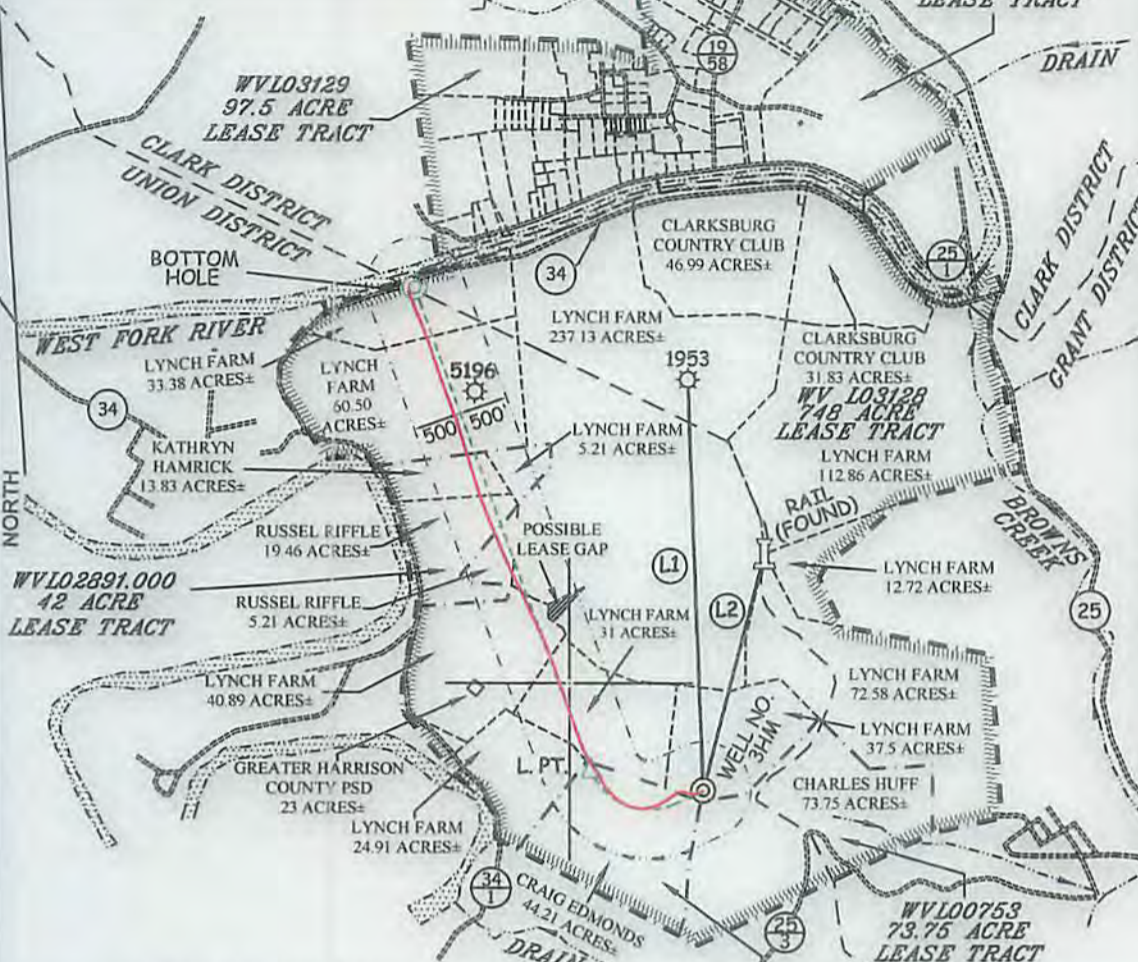 LEASE TRACT
19
58
DRAIN
WVL03129
97.5 ACRE
LEASE TRACT
CLARK DISTRICT
UNION DISTRICT
CLARK DISTRICT
GRANT DISTRIC
CLARKSBURG
COUNTRY CLUB
46.99 ACRES±
BOTTOM
HOLE
34
25
1
WEST FORK RIVER
LYNCH FARM
237.13 ACRES±
LYNCH FARM
33.38 ACRES±
LYNCH
FARM
60.50
ACRES±
5196
1953
CLARKSBURG
COUNTRY CLUB
31.83 ACRES±
WV L03128
748 ACRE
LEASE TRACT
34
500'
500'
LYNCH FARM
5.21 ACRES±
KATHRYN
HAMRICK
13.83 ACRES±
LYNCH FARM
112.86 ACRES±
RAIL
(FOUND)
BROWNS
CREEK
NORTH
RUSSEL RIFFLE
19.46 ACRES±
POSSIBLE
LEASE GAP
L1
LYNCH FARM
12.72 ACRES±
WVL02891.000
42 ACRE
LEASE TRACT
RUSSEL RIFFLE
5.21 ACRES±
LYNCH FARM
31 ACRES±
L2
25
LYNCH FARM
40.89 ACRES±
LYNCH FARM
72.58 ACRES±
WELL NO.
3HM
LYNCH FARM
37.5 ACRES±
GREATER HARRISON
COUNTY PSD
23 ACRES±
L. PT.
CHARLES HUFF
73.75 ACRES±
LYNCH FARM
24.91 ACRES±
34
1
CRAIG EDMONDS
44.21 ACRES±
DRAIN
25
3
WVL00753
73.75 ACRE
LEASE TRACT